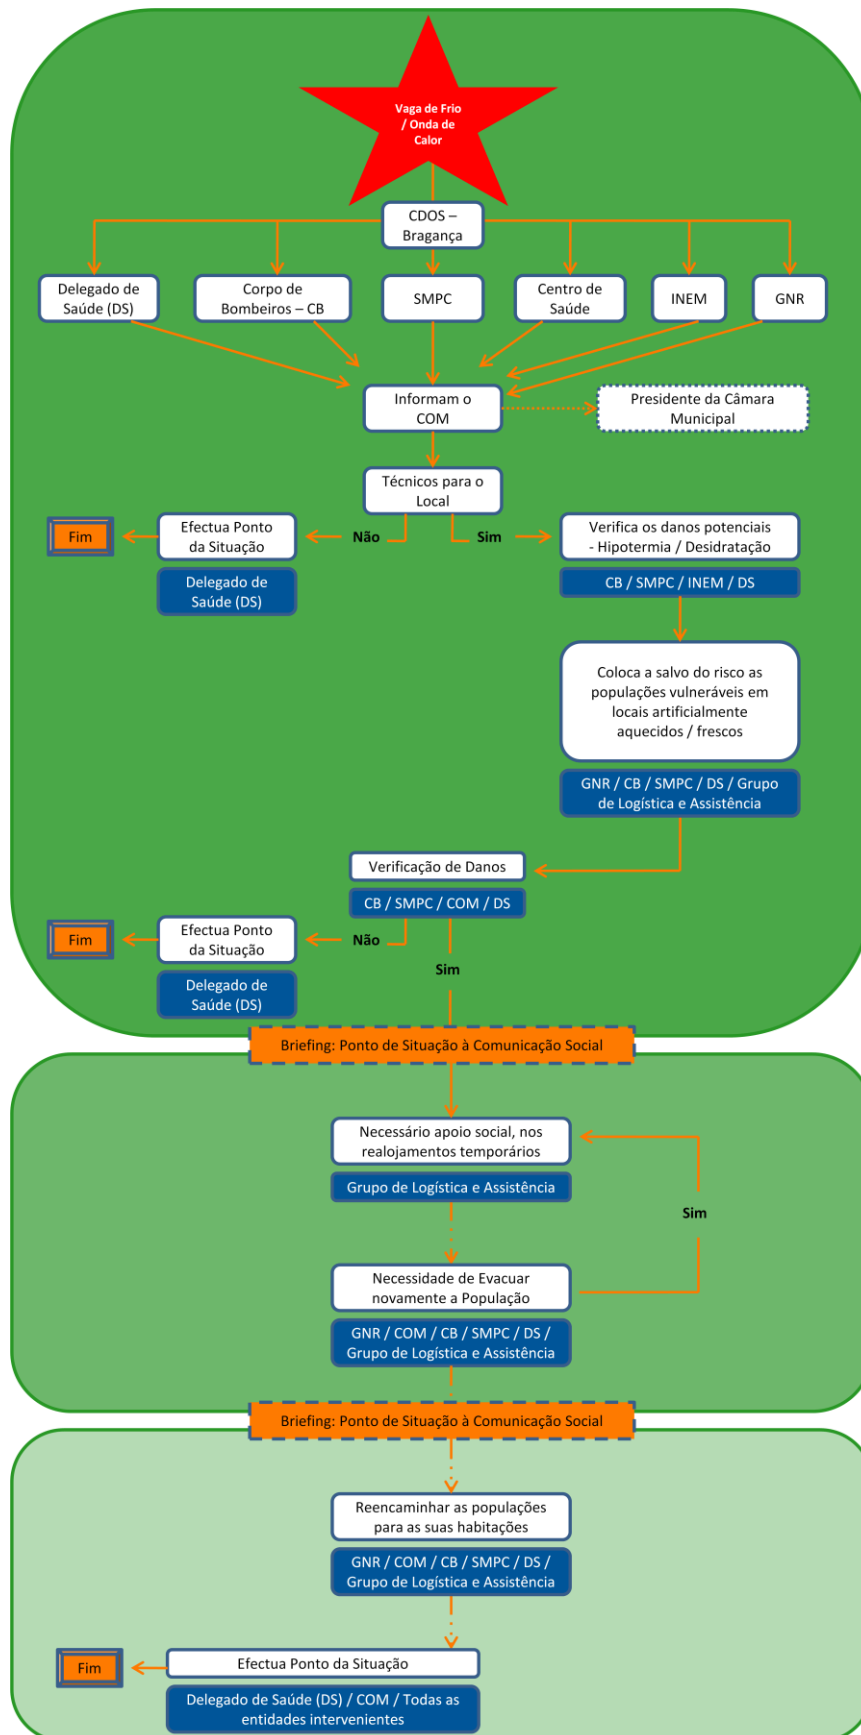 Vaga de Frio
/ Onda de
Calor
CDOS –
Bragança
Delegado de
Saúde (DS)
Corpo de
Bombeiros – CB
SMPC
Centro de
Saúde
INEM
GNR
Informam o
COM
Presidente da Câmara
Municipal
Técnicos para o
Local
Fim
Efectua Ponto
da Situação
Não
Sim
Verifica os danos potenciais
- Hipotermia / Desidratação
Delegado de
Saúde (DS)
CB / SMPC / INEM / DS
Coloca a salvo do risco as
populações vulneráveis em
locais artificialmente
aquecidos / frescos
GNR / CB / SMPC / DS / Grupo
de Logística e Assistência
Verificação de Danos
CB / SMPC / COM / DS
Fim
Efectua Ponto
da Situação
Não
Sim
Delegado de
Saúde (DS)
Briefing: Ponto de Situação à Comunicação Social
Necessário apoio social, nos
realojamentos temporários
Grupo de Logística e Assistência
Sim
Necessidade de Evacuar
novamente a População
GNR / COM / CB / SMPC / DS /
Grupo de Logística e Assistência
Briefing: Ponto de Situação à Comunicação Social
Reencaminhar as populações
para as suas habitações
GNR / COM / CB / SMPC / DS /
Grupo de Logística e Assistência
Fim
Efectua Ponto da Situação
Delegado de Saúde (DS) / COM / Todas as
entidades intervenientes